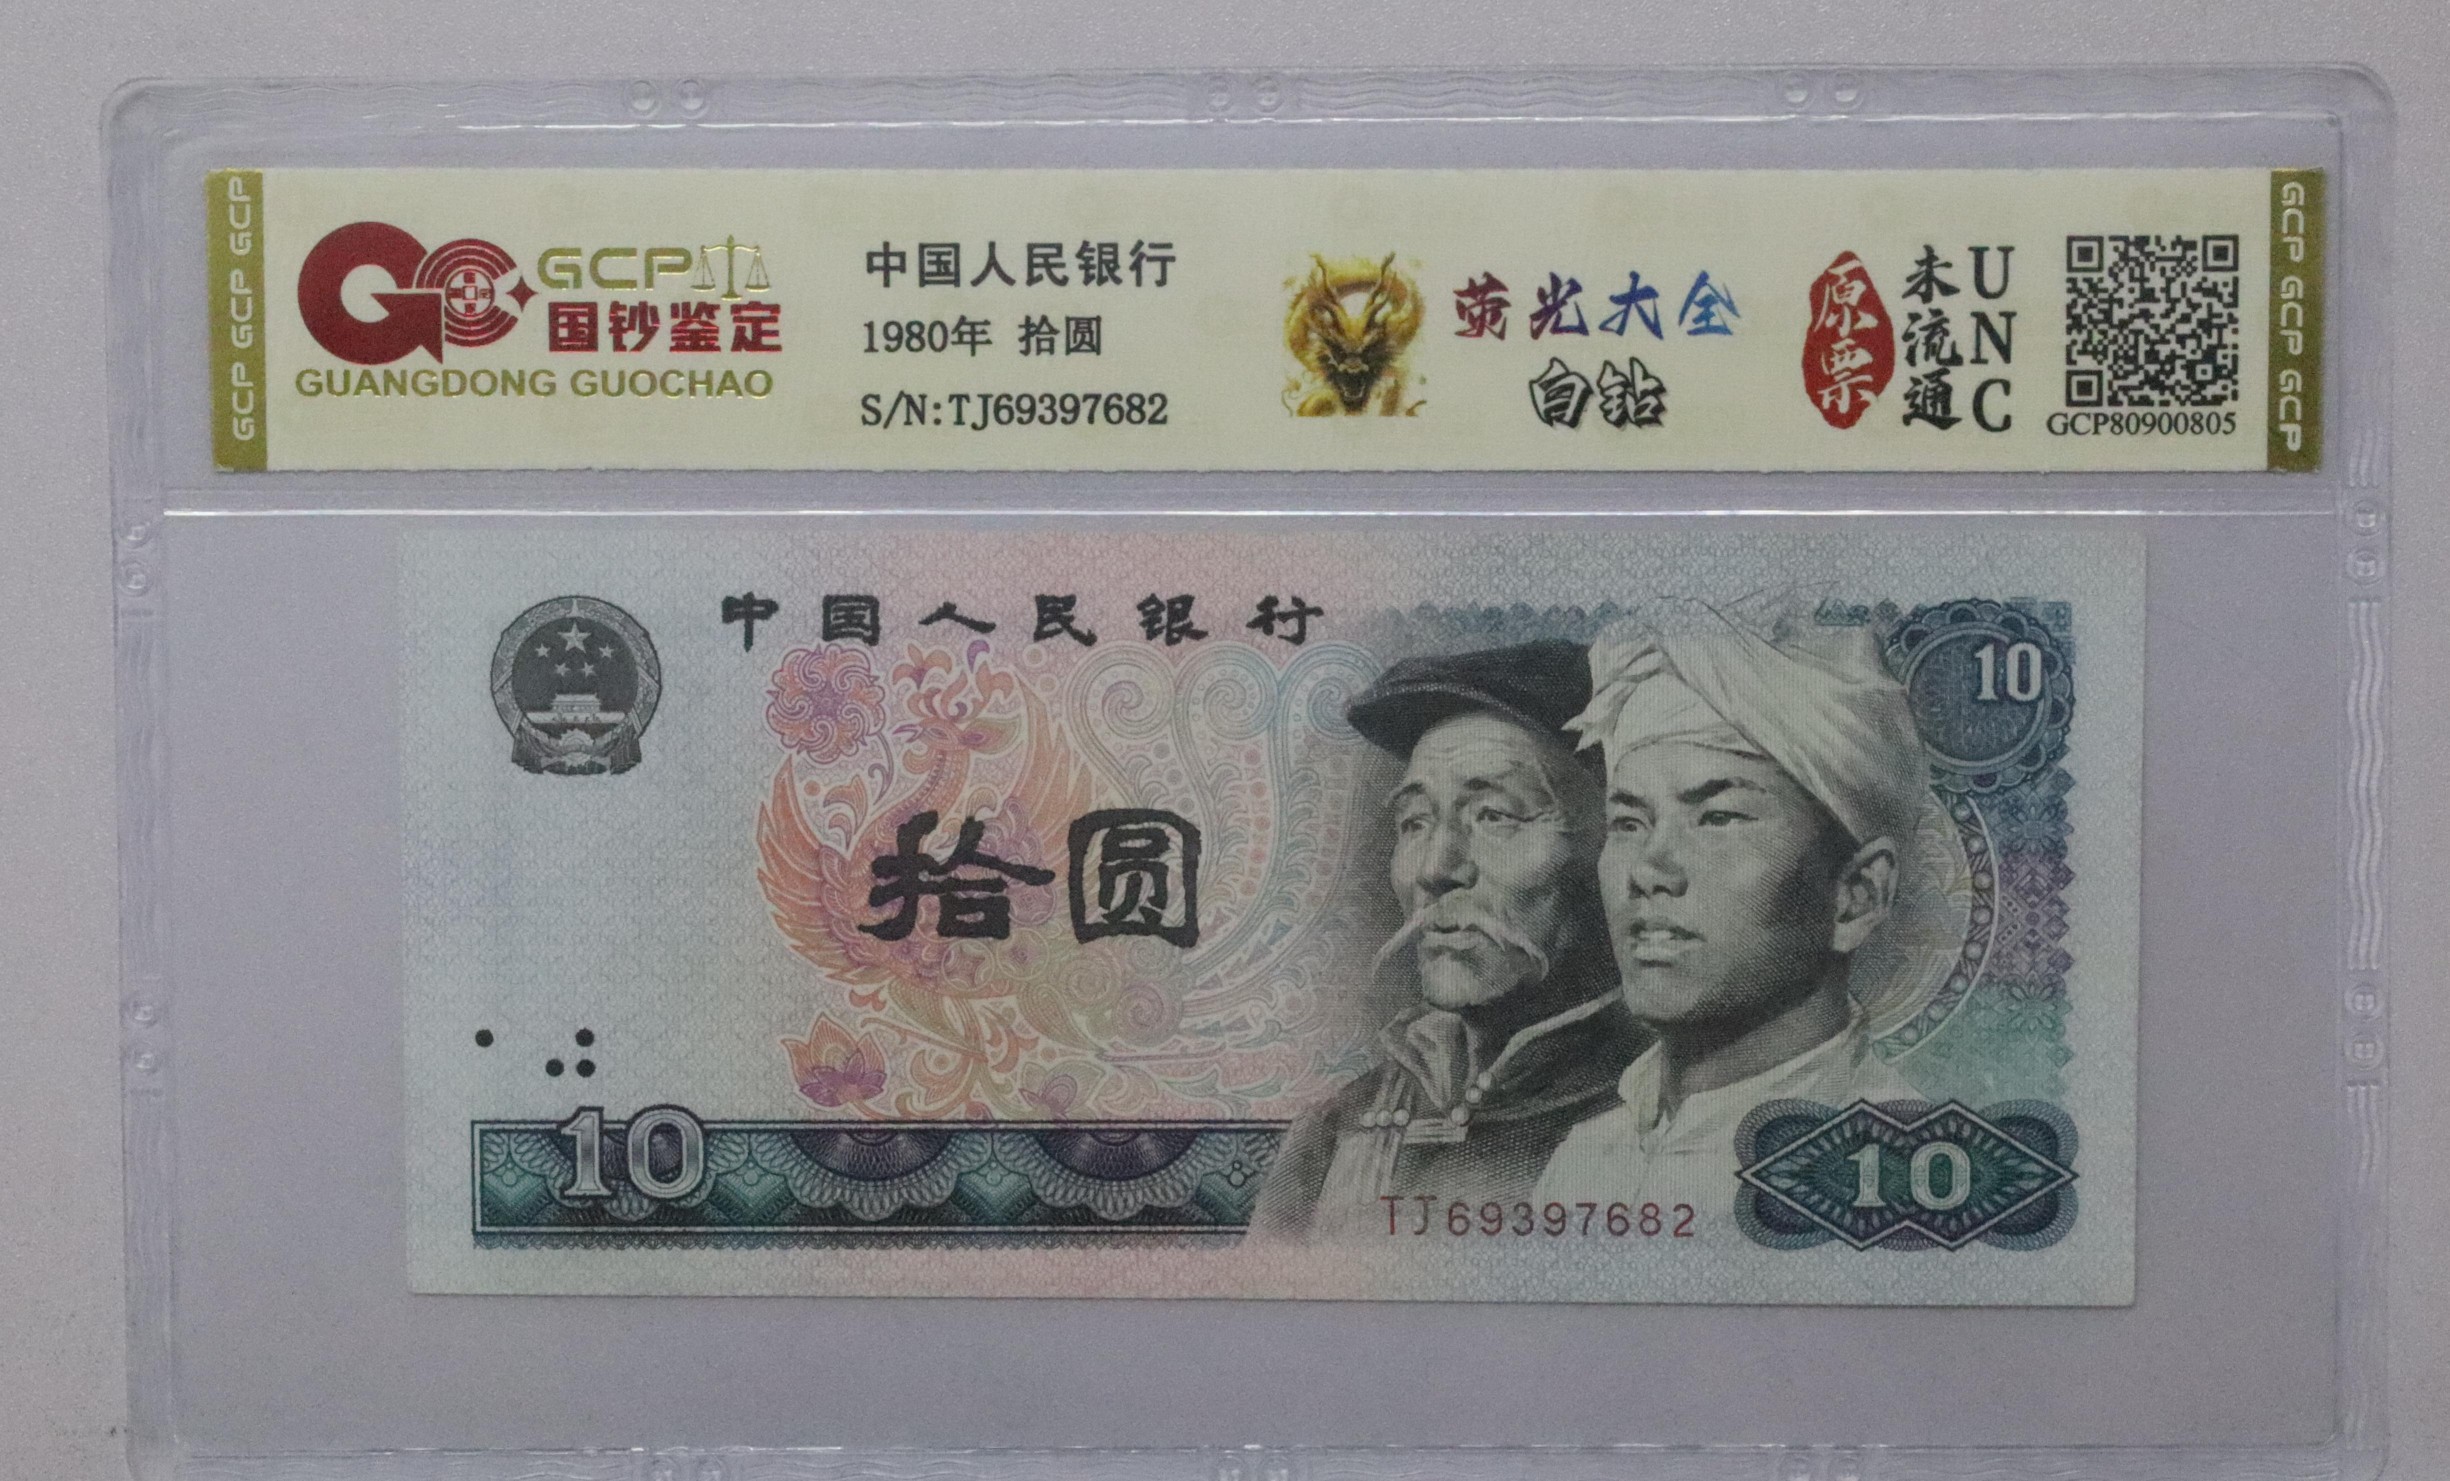 GCP GCP GCP
GCP
国钞鉴定
GUANGDONG GUOCHAO
中国人民银行
1980年 拾圆
S/N:TJ69397682
荧光大全
白钻
原票
未流通
UNC
GCP80900805
GCP GCP GCP
中国人民银行
10
拾圆
10
TJ69397682
10